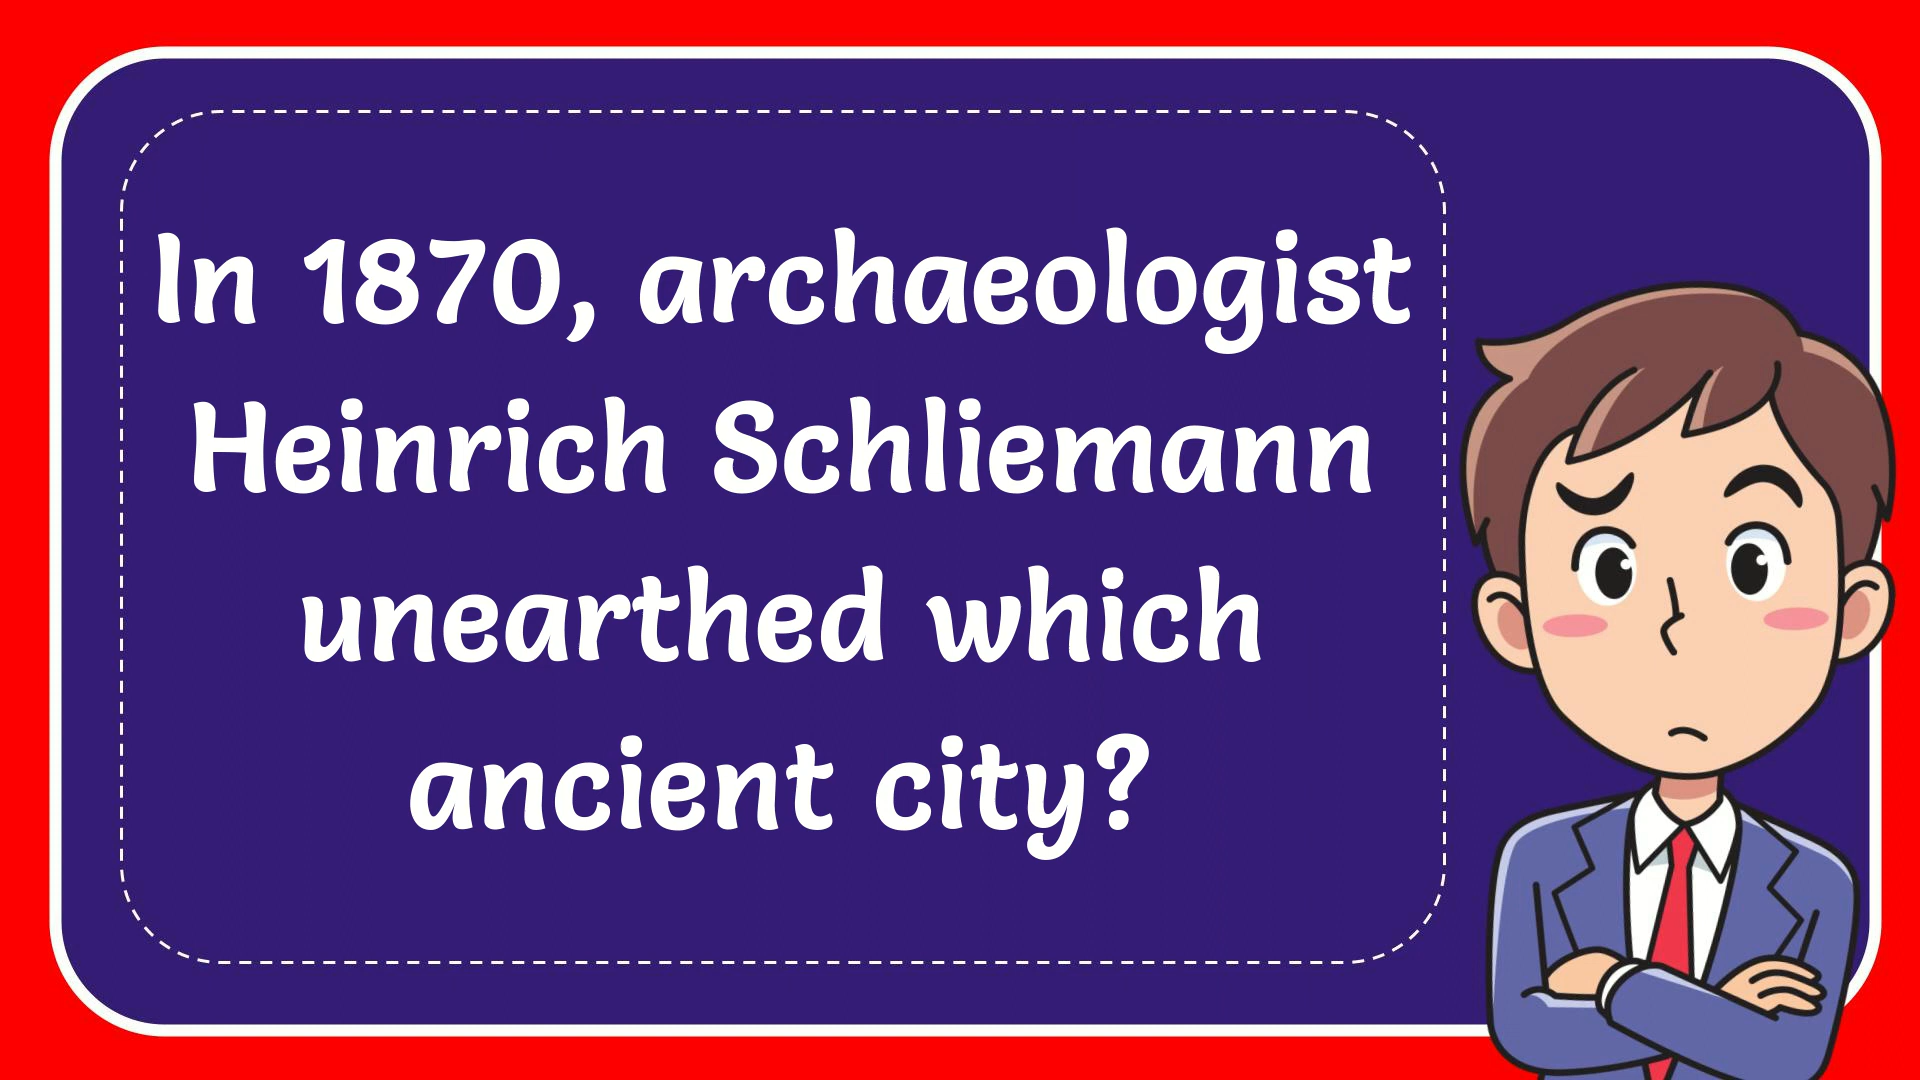 In 1870, archaeologist
Heinrich Schliemann
unearthed which
ancient city?